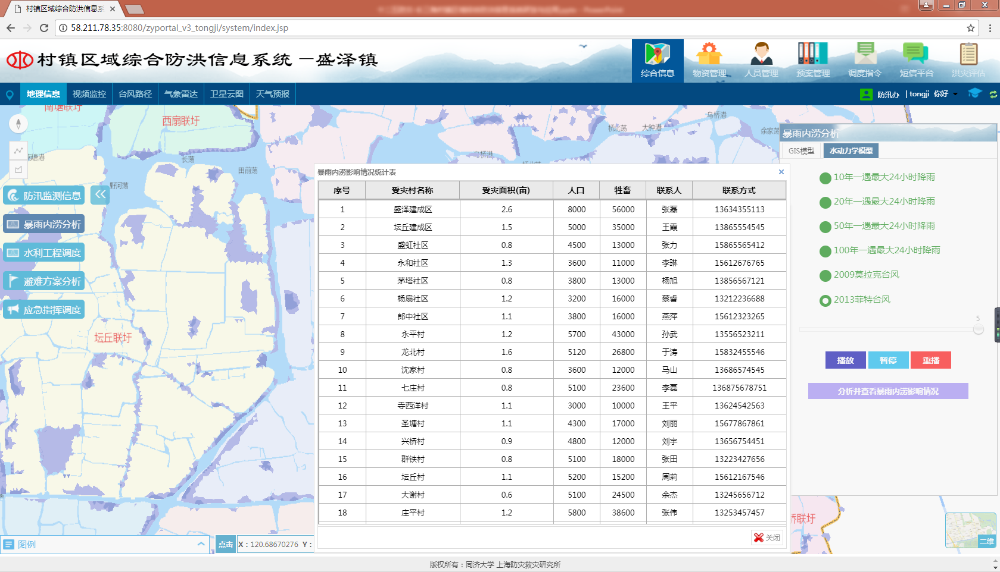 村镇区域综合防洪信息系
58.211.78.35:8080/zyportal_v3_tongji/system/index.jsp
村镇区域综合防洪信息系统 —盛泽镇
综合信息 物资管理 人员管理 预案管理 调度指令 短信平台 洪灾评估
地理信息 视频监控 台风路径 气象雷达 卫星云图 天气预报
防汛办 | tongji 你好
南塘联圩
西扇联圩
乌桥港
桥北荡 大钟港
余家荡
南塘港
长荡
田前荡
乌桥港
野河荡
防汛监测信息
暴雨内涝分析
水利工程调度
避难方案分析
应急指挥调度
坛丘联圩
暴雨内涝影响情况统计表
序号 受灾村名称 受灾面积(亩) 人口 牲畜 联系人 联系方式
1 盛泽建成区 2.6 8000 56000 张磊 13634355113
2 坛丘建成区 1.5 5000 35000 王霞 13865554545
3 盛虹社区 0.8 4500 13000 张力 15865565412
4 永和社区 1.3 3600 11000 李琳 15612676765
5 茅塔社区 0.8 3800 13000 杨旭 13856567121
6 杨扇社区 1.2 3200 16000 蔡睿 13212236688
7 郎中社区 1.1 3800 16000 燕萍 15612323265
8 永平村 1.2 5700 43000 孙武 13556523211
9 龙北村 1.6 5120 26800 于涛 15832455546
10 沈家村 0.8 3600 12000 马山 13686574545
11 七庄村 0.8 5100 23600 李磊 136875678751
12 寺西洋村 1.1 3000 10000 王平 13624542563
13 圣塘村 1.1 4300 17000 刘丽 15677867861
14 兴桥村 0.9 4800 12000 刘宇 13656754451
15 群铁村 0.8 5100 18000 张田 13223427656
16 坛丘村 1.1 5200 15200 周莉 15612167546
17 大谢村 0.6 5100 24500 余杰 13245656712
18 庄平村 1.2 5800 38600 张伟 13253457457
关闭
暴雨内涝分析
GIS模型 水动力学模型
10年一遇最大24小时降雨
20年一遇最大24小时降雨
50年一遇最大24小时降雨
100年一遇最大24小时降雨
2009莫拉克台风
2013菲特台风
5
播放 暂停 重播
分析并查看暴雨内涝影响情况
桥联圩
二维
图例
点击 X：120.68670276 Y：
版权所有：同济大学 上海防灾救灾研究所